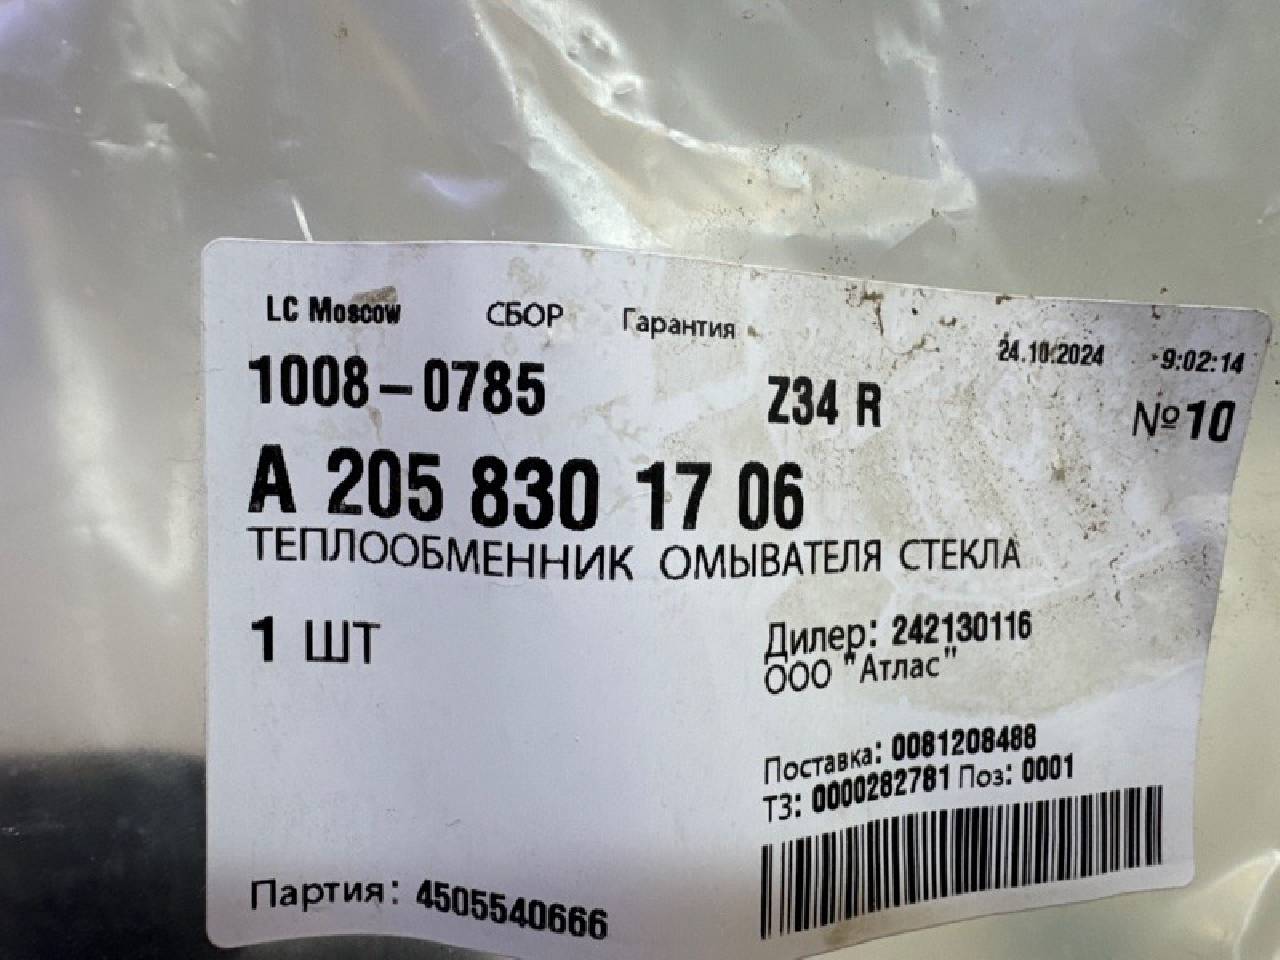 LC Moscow СБОР Гарантия 24.10.2024 9:02:14
1008-0785 Z34 R №10
A 205 830 17 06
ТЕПЛООБМЕННИК ОМЫВАТЕЛЯ СТЕКЛА
1 ШТ
Дилер: 242130116
ООО "Атлас"
Поставка: 0081208488
ТЗ: 0000282781 Поз: 0001
Партия: 4505540666